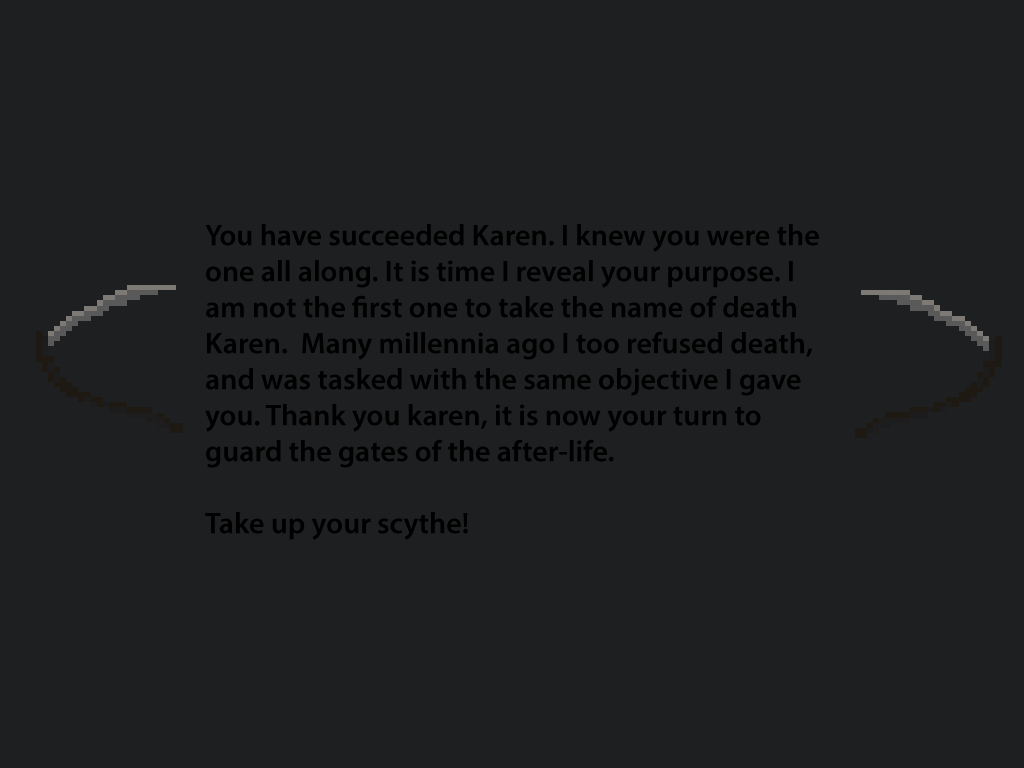 You have succeeded Karen. I knew you were the
one all along. It is time I reveal your purpose. I
am not the first one to take the name of death
Karen.  Many millennia ago I too refused death,
and was tasked with the same objective I gave
you. Thank you karen, it is now your turn to
guard the gates of the after-life.
Take up your scythe!